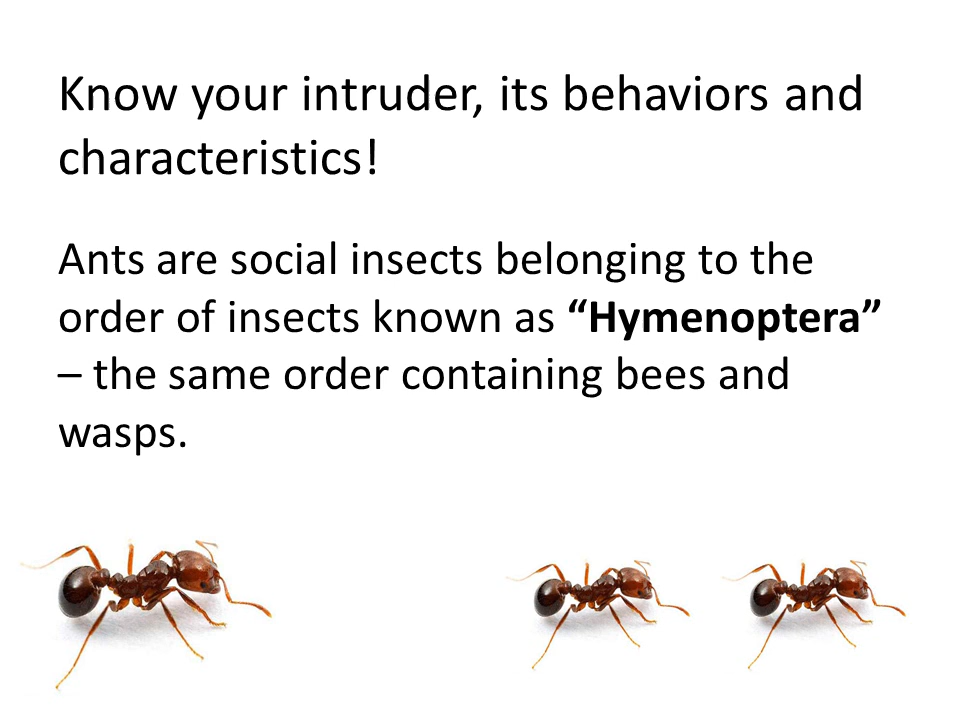 Know your intruder, its behaviors and
characteristics!
Ants are social insects belonging to the
order of insects known as “Hymenoptera”
– the same order containing bees and
wasps.